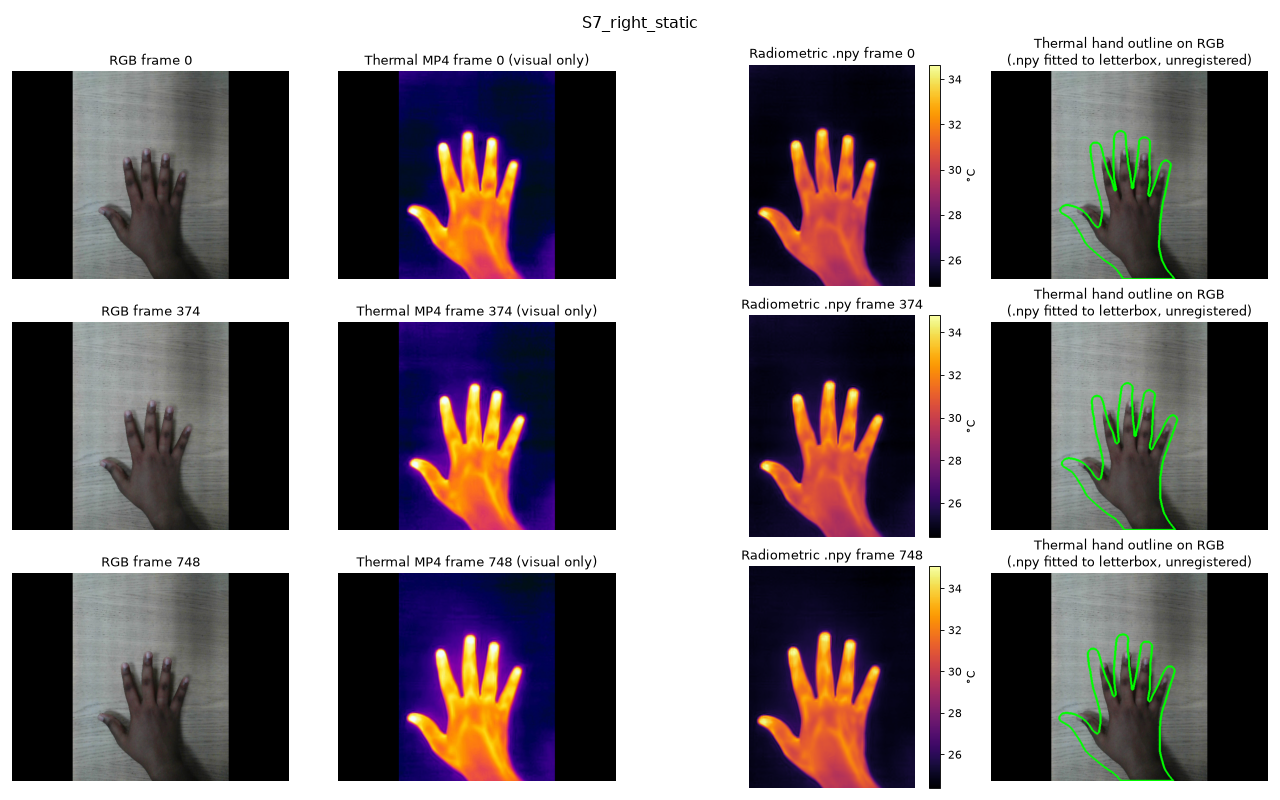 S7_right_static
RGB frame 0
Thermal MP4 frame 0 (visual only)
Radiometric .npy frame 0
Thermal hand outline on RGB
(.npy fitted to letterbox, unregistered)
34
32
30
28
26
°C
RGB frame 374
Thermal MP4 frame 374 (visual only)
Radiometric .npy frame 374
Thermal hand outline on RGB
(.npy fitted to letterbox, unregistered)
34
32
30
28
26
°C
RGB frame 748
Thermal MP4 frame 748 (visual only)
Radiometric .npy frame 748
Thermal hand outline on RGB
(.npy fitted to letterbox, unregistered)
34
32
30
28
26
°C